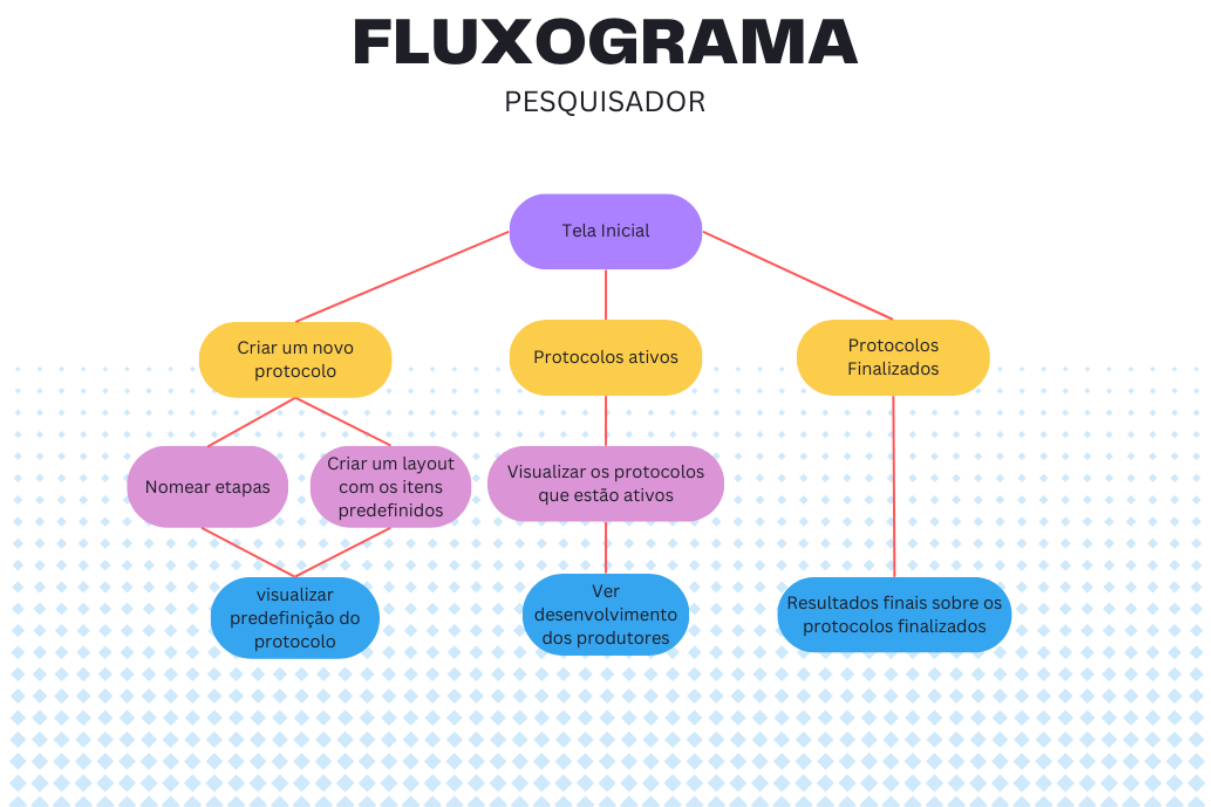 FLUXOGRAMA
PESQUISADOR
Tela Inicial
Criar um novo
protocolo
Protocolos ativos
Protocolos
Finalizados
Nomear etapas
Criar um layout
com os itens
predefinidos
Visualizar os protocolos
que estão ativos
visualizar
predefinição do
protocolo
Ver
desenvolvimento
dos produtores
Resultados finais sobre os
protocolos finalizados